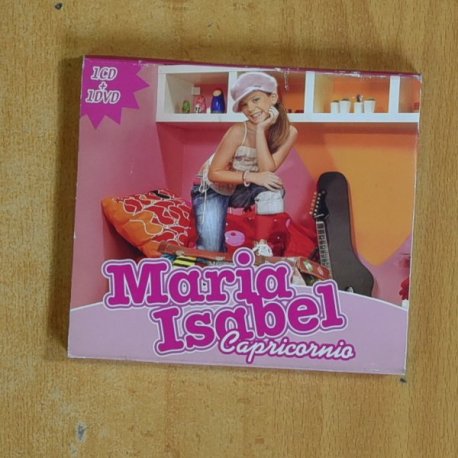 1CD
+
1DVD
Maria
Isabel
Capricornio